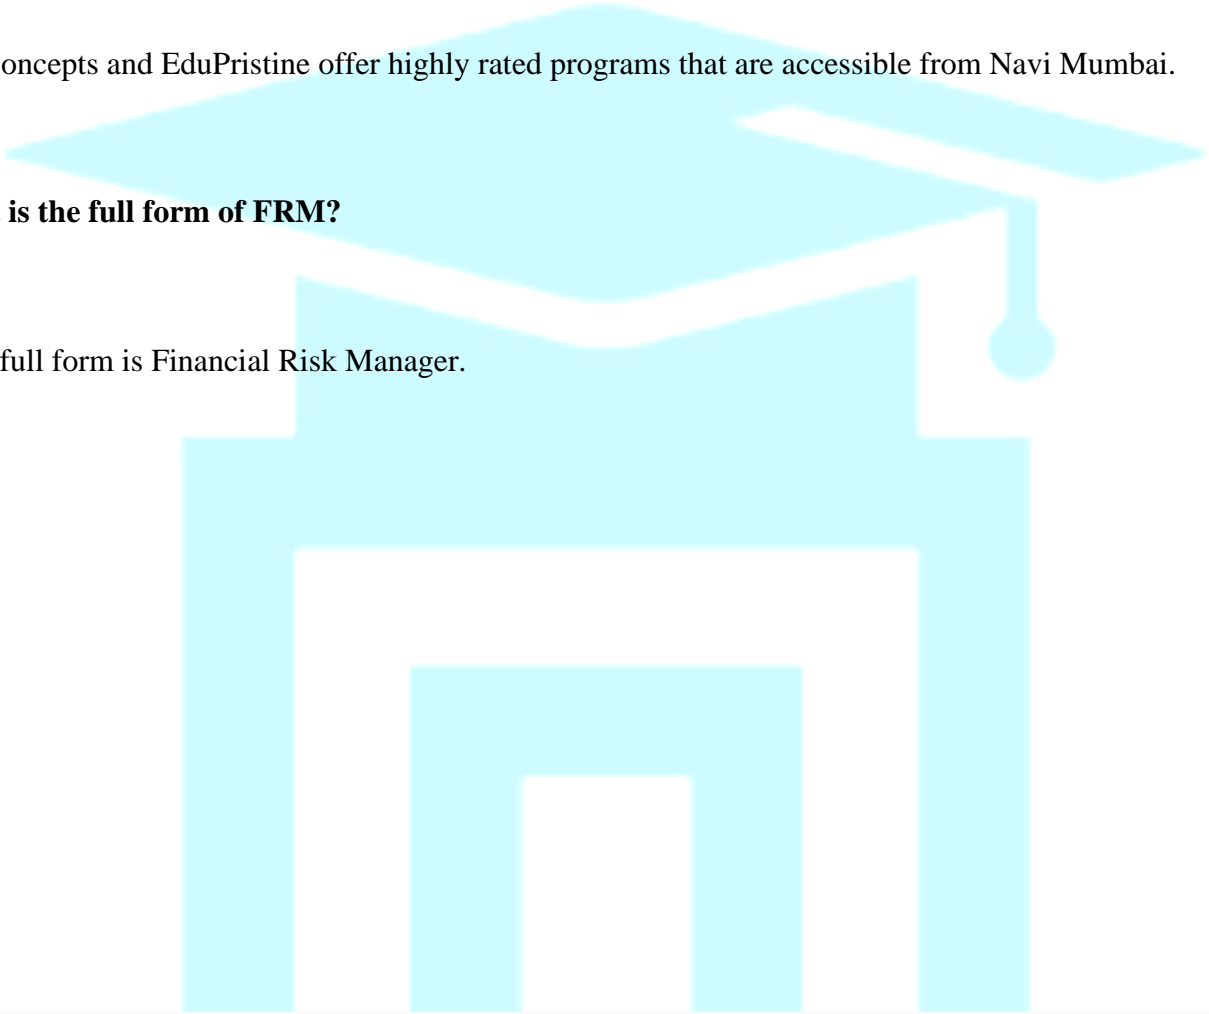 oncepts and EduPristine offer highly rated programs that are accessible from Navi Mumbai.
is the full form of FRM?
full form is Financial Risk Manager.